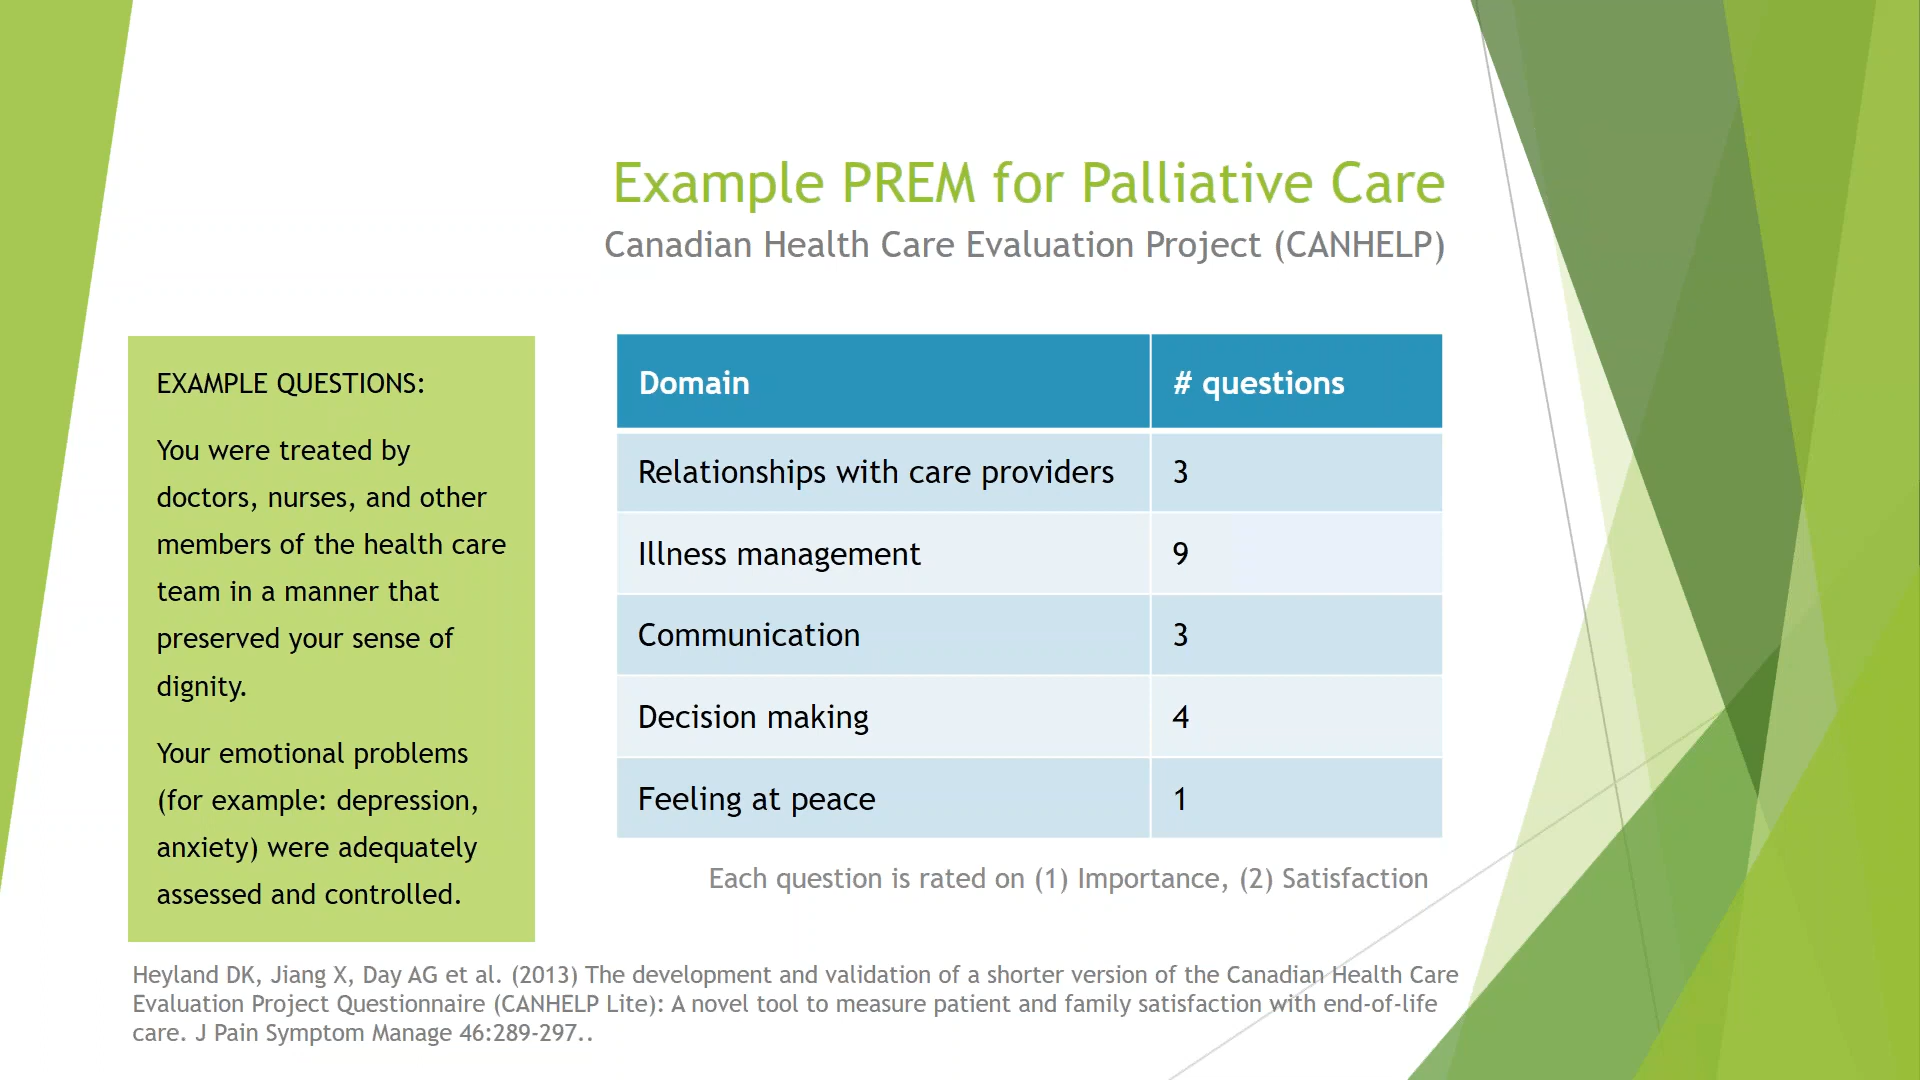 Example PREM for Palliative Care
Canadian Health Care Evaluation Project (CANHELP)
EXAMPLE QUESTIONS:
You were treated by
doctors, nurses, and other
members of the health care
team in a manner that
preserved your sense of
dignity.
Your emotional problems
(for example: depression,
anxiety) were adequately
assessed and controlled.
Domain # questions
Relationships with care providers 3
Illness management 9
Communication 3
Decision making 4
Feeling at peace 1
Each question is rated on (1) Importance, (2) Satisfaction
Heyland DK, Jiang X, Day AG et al. (2013) The development and validation of a shorter version of the Canadian Health Care
Evaluation Project Questionnaire (CANHELP Lite): A novel tool to measure patient and family satisfaction with end-of-life
care. J Pain Symptom Manage 46:289-297..